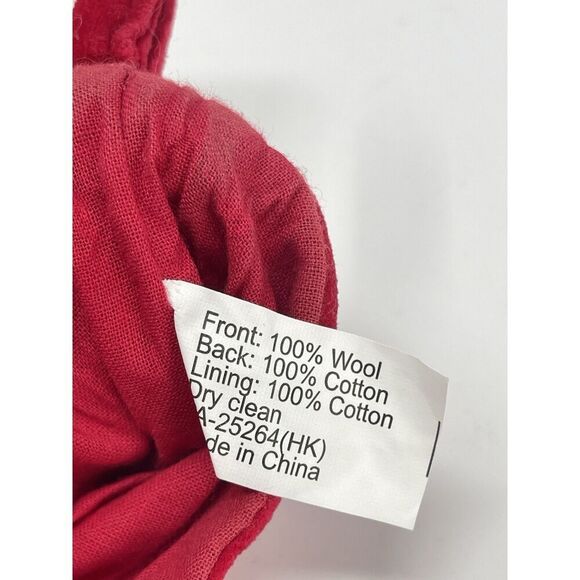 Front: 100% Wool
Back: 100% Cotton
Lining: 100% Cotton
Dry clean
A-25264(HK)
de in China